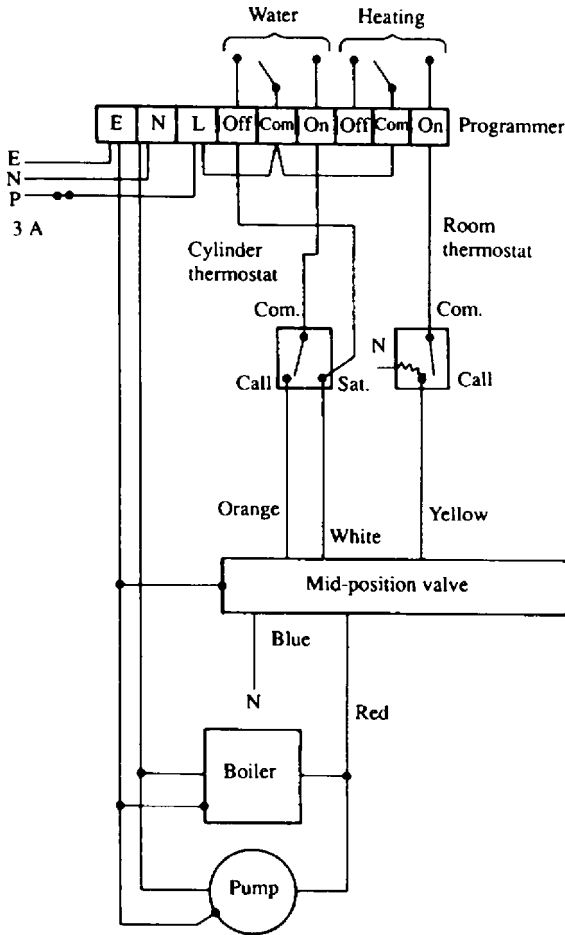 Water Heating
E N L Off Com On Off Com On Programmer
E
N
P
3 A
Cylinder
thermostat
Room
thermostat
Com. Com.
N
Call Sat. Call
Orange
White
Yellow
Mid-position valve
Blue
N
Red
Boiler
Pump